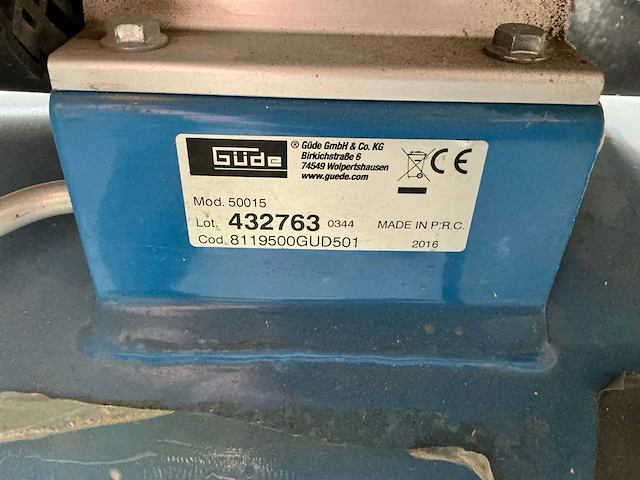 Güde
® Güde GmbH & Co. KG
Birkichstraße 6
74549 Wolpertshausen
www.guede.com
CE
Mod. 50015
Lot. 432763 0344 MADE IN P.R.C.
Cod. 8119500GUD501 2016